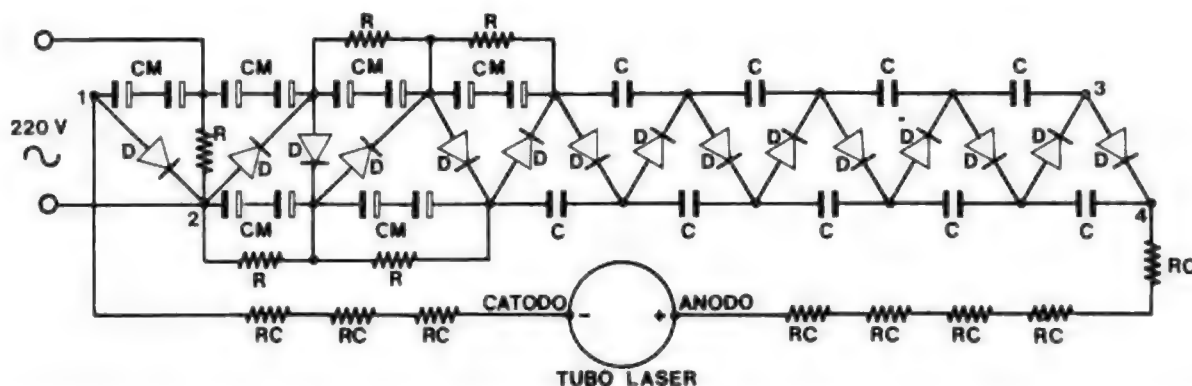 R R
CM CM CM CM C C C C
1 3
220 V
D R D D D D D D D D D D D D
2 4
CM CM C C C C C
R R RC
CATODO ANODO
- +
RC RC RC RC RC RC RC
TUBO LASER